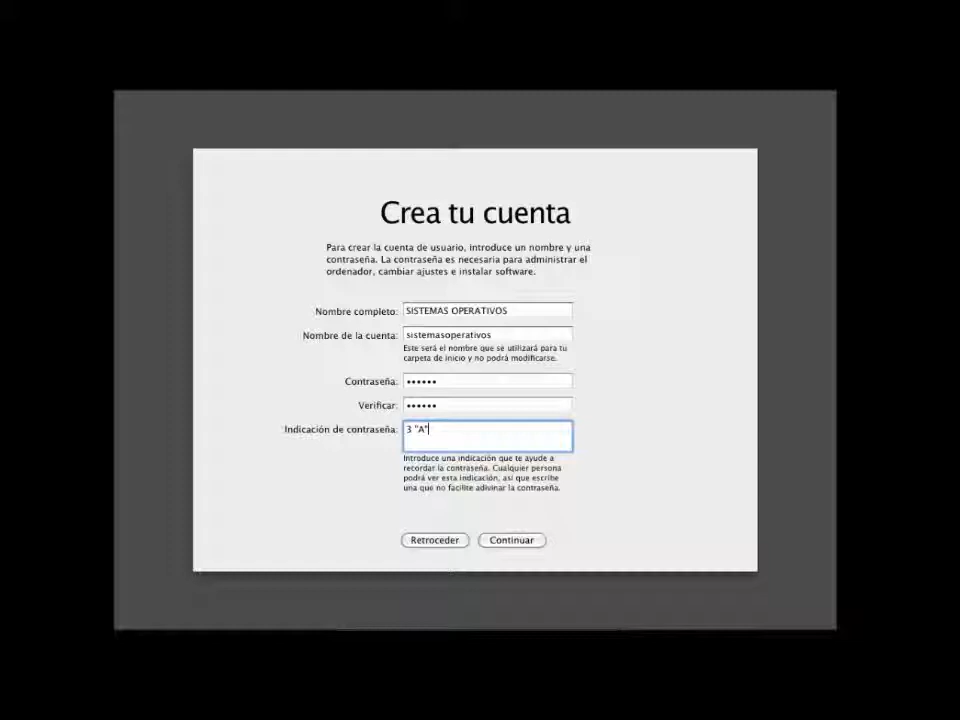 Crea tu cuenta
Para crear la cuenta de usuario, introduce un nombre y una
contraseña. La contraseña es necesaria para administrar el
ordenador, cambiar ajustes e instalar software.
Nombre completo: SISTEMAS OPERATIVOS
Nombre de la cuenta: sistemasoperativos
Este será el nombre que se utilizará para tu
carpeta de inicio y no podrá modificarse.
Contraseña: ••••••
Verificar: ••••••
Indicación de contraseña: 3 "A"
Introduce una indicación que te ayude a
recordar la contraseña. Cualquier persona
podrá ver esta indicación, así que escribe
una que no facilite adivinar la contraseña.
Retroceder Continuar